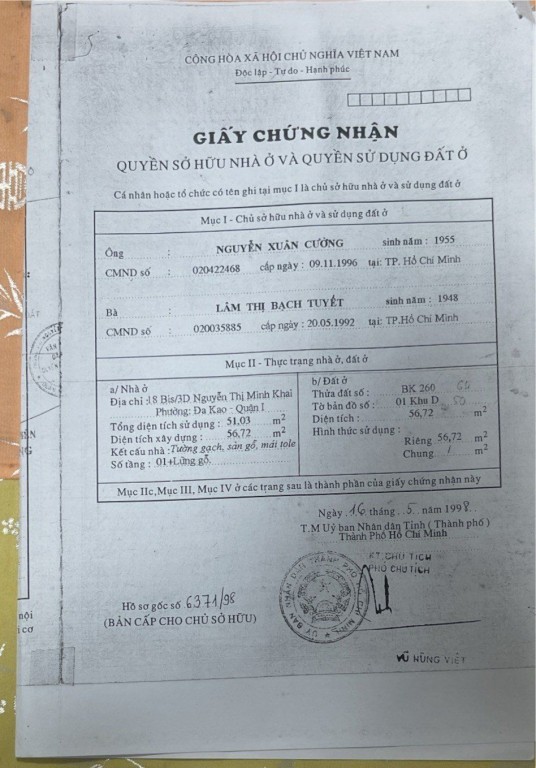 CỘNG HÒA XÃ HỘI CHỦ NGHĨA VIỆT NAM
Độc lập - Tự do - Hạnh phúc
GIẤY CHỨNG NHẬN
QUYỀN SỞ HỮU NHÀ Ở VÀ QUYỀN SỬ DỤNG ĐẤT Ở
Cá nhân hoặc tổ chức có tên ghi tại mục I là chủ sở hữu nhà ở và sử dụng đất ở
Mục I - Chủ sở hữu nhà ở và sử dụng đất ở
Ông : NGUYỄN XUÂN CƯỜNG sinh năm : 1955
CMND số : 020422468 cấp ngày : 09.11.1996 tại: TP. Hồ Chí Minh
Bà : LÂM THỊ BẠCH TUYẾT sinh năm : 1948
CMND số : 020035885 cấp ngày : 20.05.1992 tại: TP.Hồ Chí Minh
Mục II - Thực trạng nhà ở, đất ở
a/ Nhà ở
Địa chỉ :18 Bis/3D Nguyễn Thị Minh Khai
Phường: Đa Kao - Quận I
Tổng diện tích sử dụng : 51,03 m2
Diện tích xây dựng : 56,72 m2
Kết cấu nhà : Tường gạch, sàn gỗ, mái tole
Số tầng : 01+Lửng gỗ.
b/ Đất ở
Thửa đất số : BK 260
Tờ bản đồ số : 01 Khu D
Diện tích : 56,72 m2
Hình thức sử dụng :
Riêng 56,72 m2
Chung / m2
Mục IIc, Mục III, Mục IV ở các trang sau là thành phần của giấy chứng nhận này
Ngày .16 tháng .5. năm 1998.
T.M Uỷ ban Nhân dân Tỉnh ( Thành phố )
Thành Phố Hồ Chí Minh
KT. CHỦ TỊCH
PHÓ CHỦ TỊCH
Hồ sơ gốc số 6371/98
(BẢN CẤP CHO CHỦ SỞ HỮU)
VŨ HÙNG VIỆT